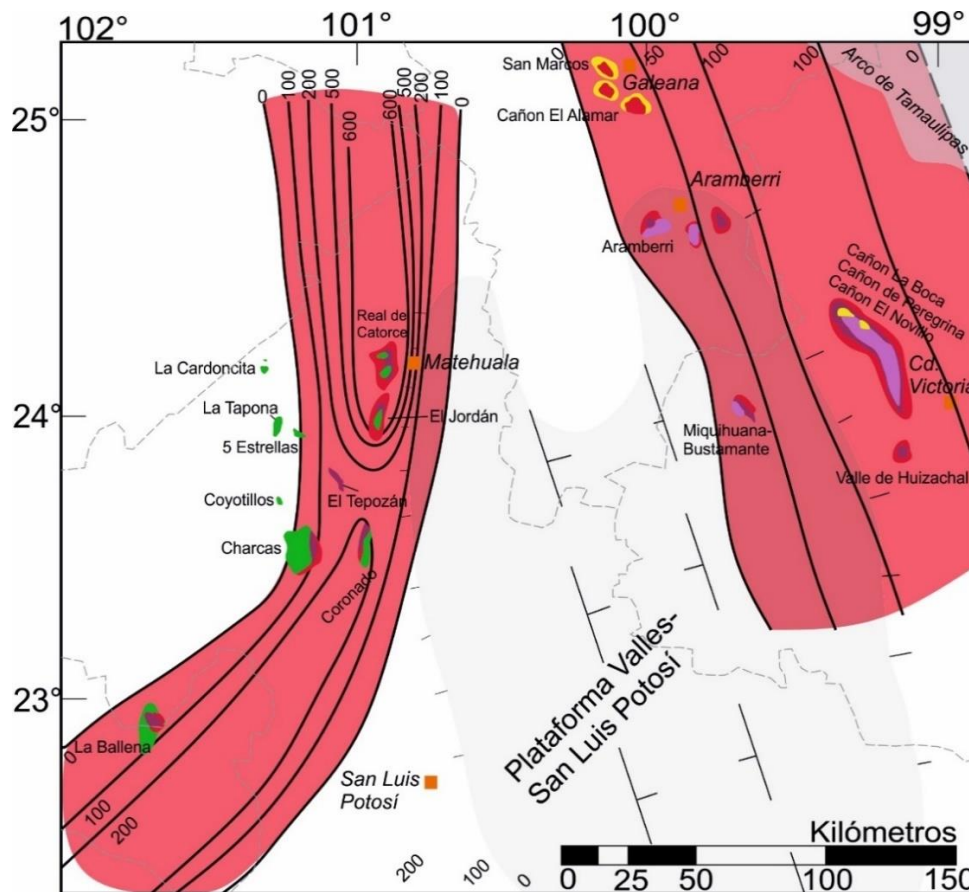 102°
101°
100°
99°
25°
24°
23°
0
100
200
500
600
600
500
200
100
0
0
50
100
100
0
Arco de Tamaulipas
San Marcos
Galeana
Cañon El Alamar
Aramberri
Aramberri
Cañon La Boca
Cañon de Peregrina
Cañon El Novillo
Real de
Catorce
Matehuala
La Cardoncita
Cd.
Victoria
La Tapona
El Jordán
5 Estrellas
Miquihuana-
Bustamante
Valle de Huizachal
Coyotillos
El Tepozán
Charcas
Coronado
La Ballena
0
100
200
San Luis
Potosí
Plataforma Valles-
San Luis Potosí
200
100
0
Kilómetros
0
25
50
100
150